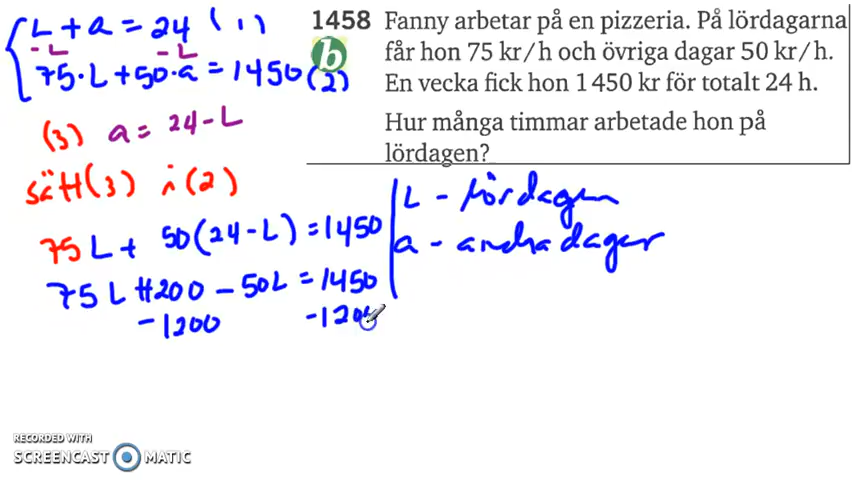 L + a = 24 (1)
-L -L
75·L+50·a=1450(2)
(3) a = 24-L
sätt(3) i(2)
75L + 50(24-L)=1450
75L+1200-50L=1450
-1200 -120
1458 Fanny arbetar på en pizzeria. På lördagarna
b får hon 75 kr/h och övriga dagar 50 kr/h.
En vecka fick hon 1 450 kr för totalt 24 h.
Hur många timmar arbetade hon på
lördagen?
L - lördagen
a - andra dagar
RECORDED WITH
SCREENCAST MATIC